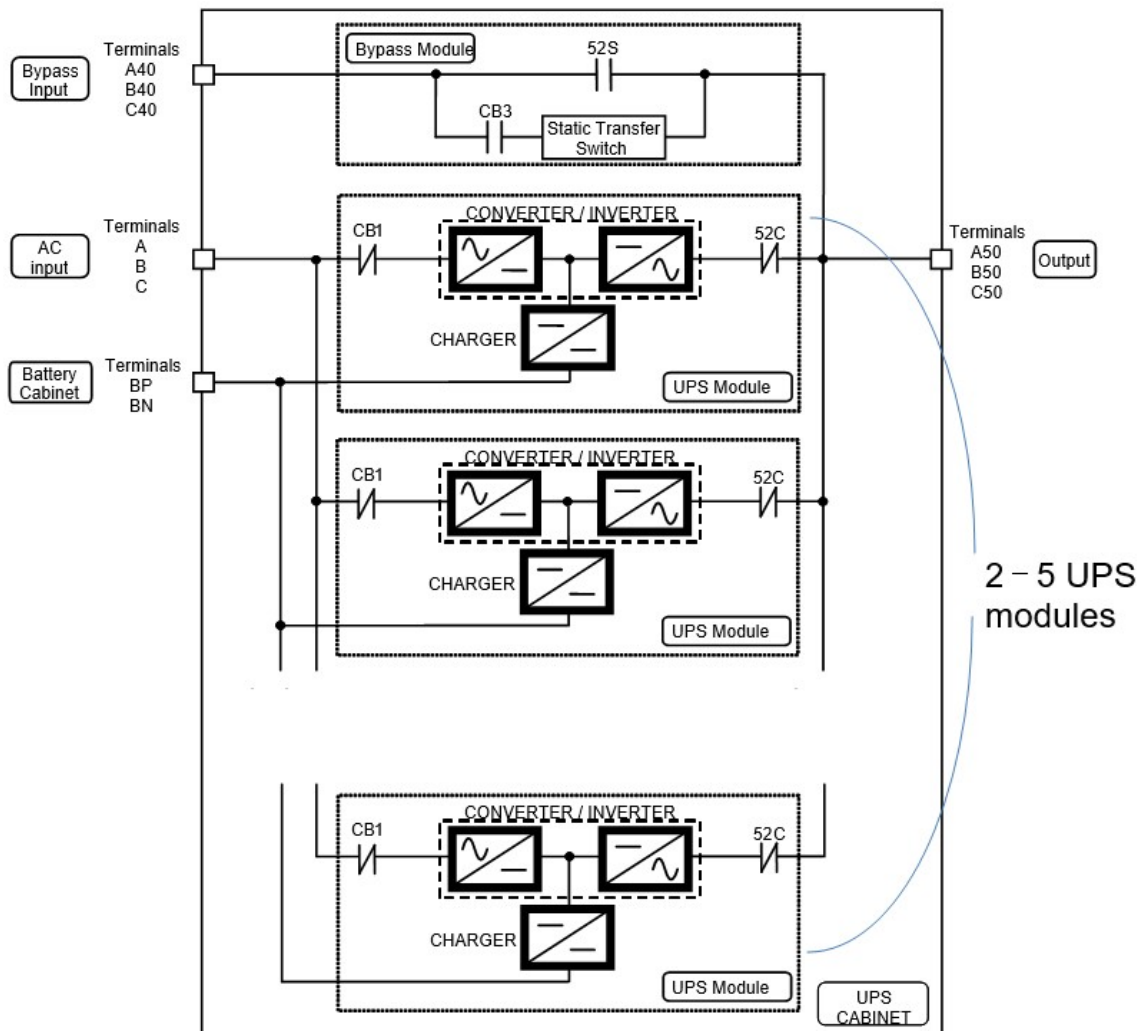 Bypass Module
52S
CB3
Static Transfer
Switch
Bypass
Input
Terminals
A40
B40
C40
CONVERTER / INVERTER
CB1
52C
CHARGER
UPS Module
AC
input
Terminals
A
B
C
Terminals
A50
B50
C50
Output
Battery
Cabinet
Terminals
BP
BN
CONVERTER / INVERTER
CB1
52C
CHARGER
UPS Module
2 – 5 UPS
modules
CONVERTER / INVERTER
CB1
52C
CHARGER
UPS Module
UPS
CABINET